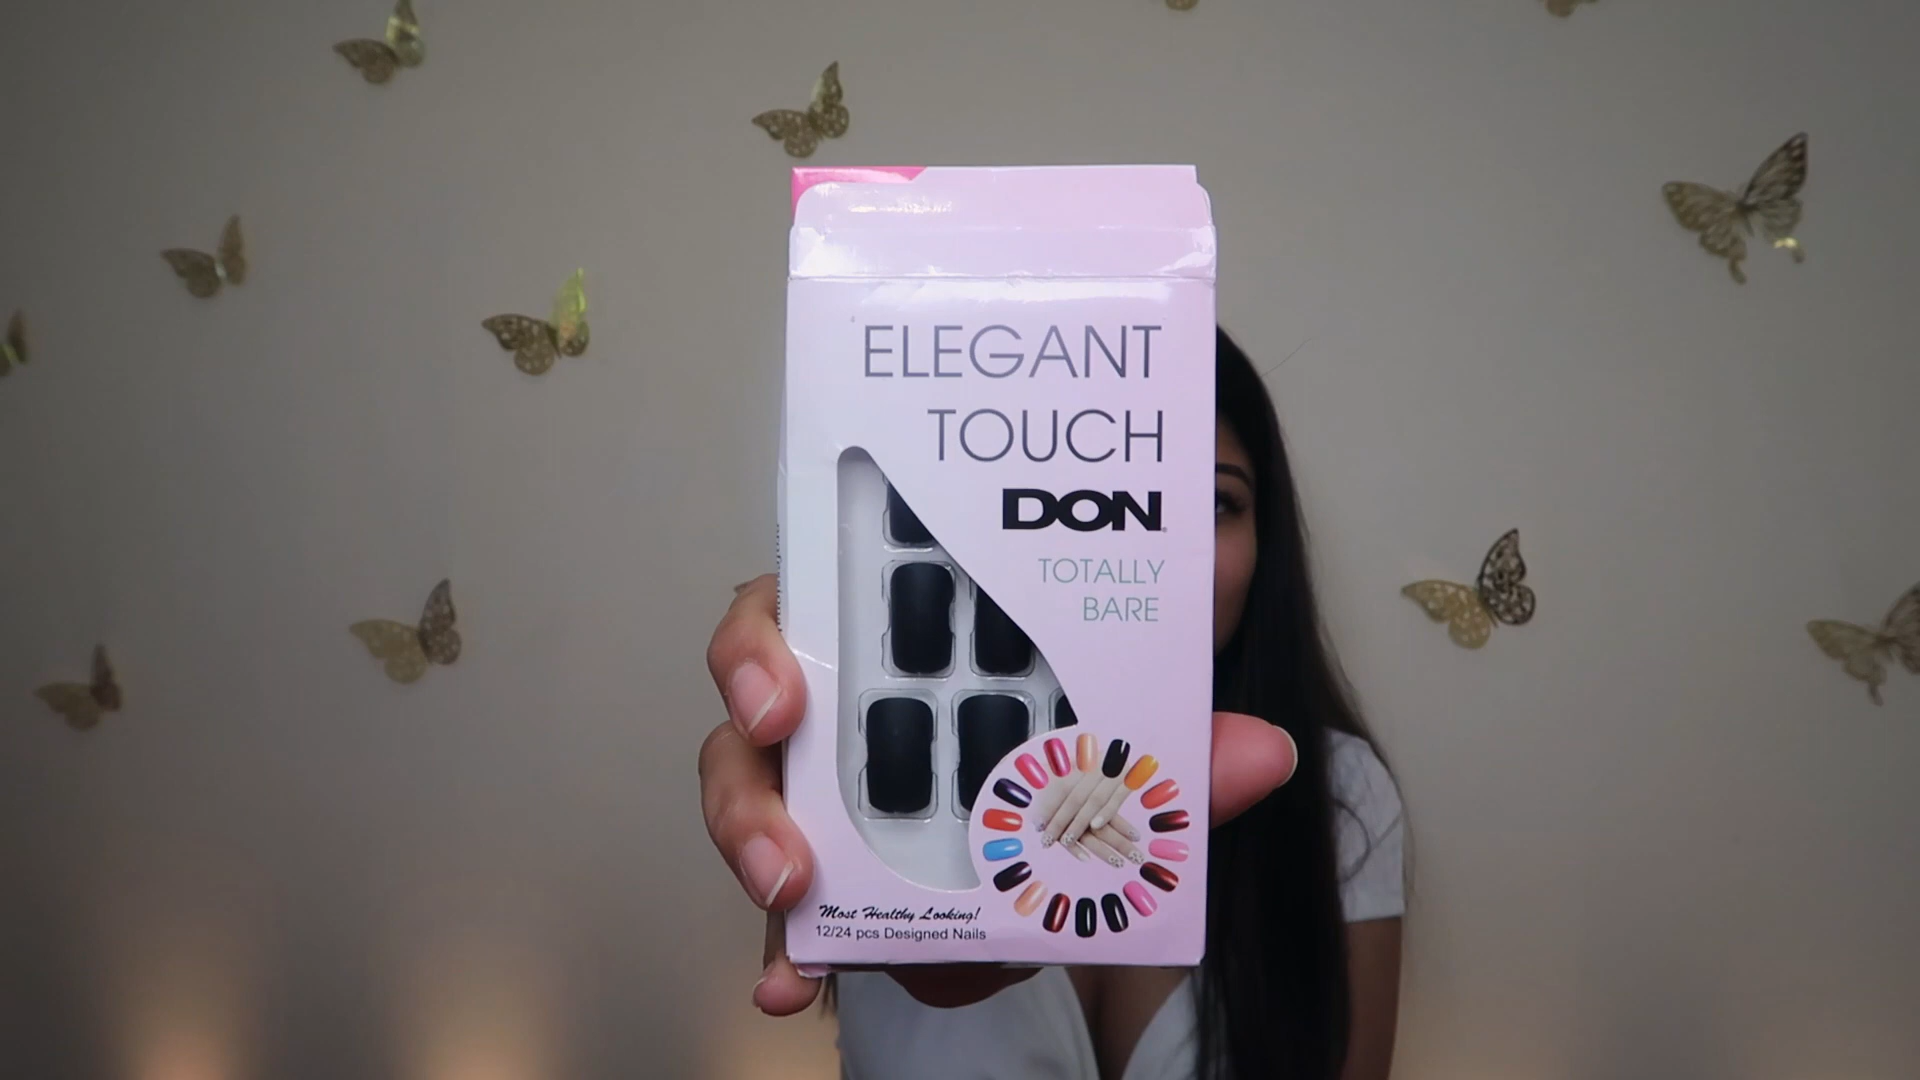 ELEGANT
TOUCH
DON
TOTALLY
BARE
Most Healthy Looking!
12/24 pcs Designed Nails